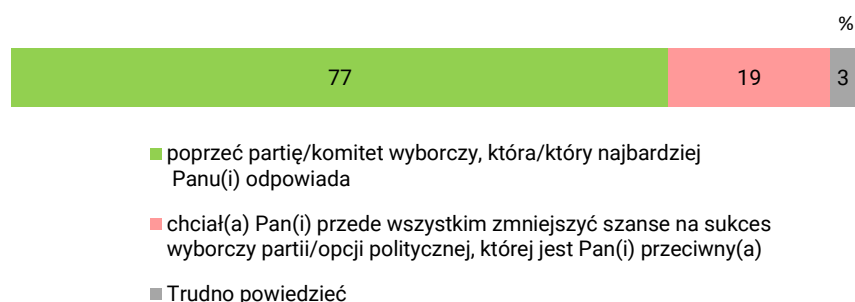 %
77 19 3
poprzeć partię/komitet wyborczy, która/który najbardziej
Panu(i) odpowiada
chciał(a) Pan(i) przede wszystkim zmniejszyć szanse na sukces
wyborczy partii/opcji politycznej, której jest Pan(i) przeciwny(a)
Trudno powiedzieć